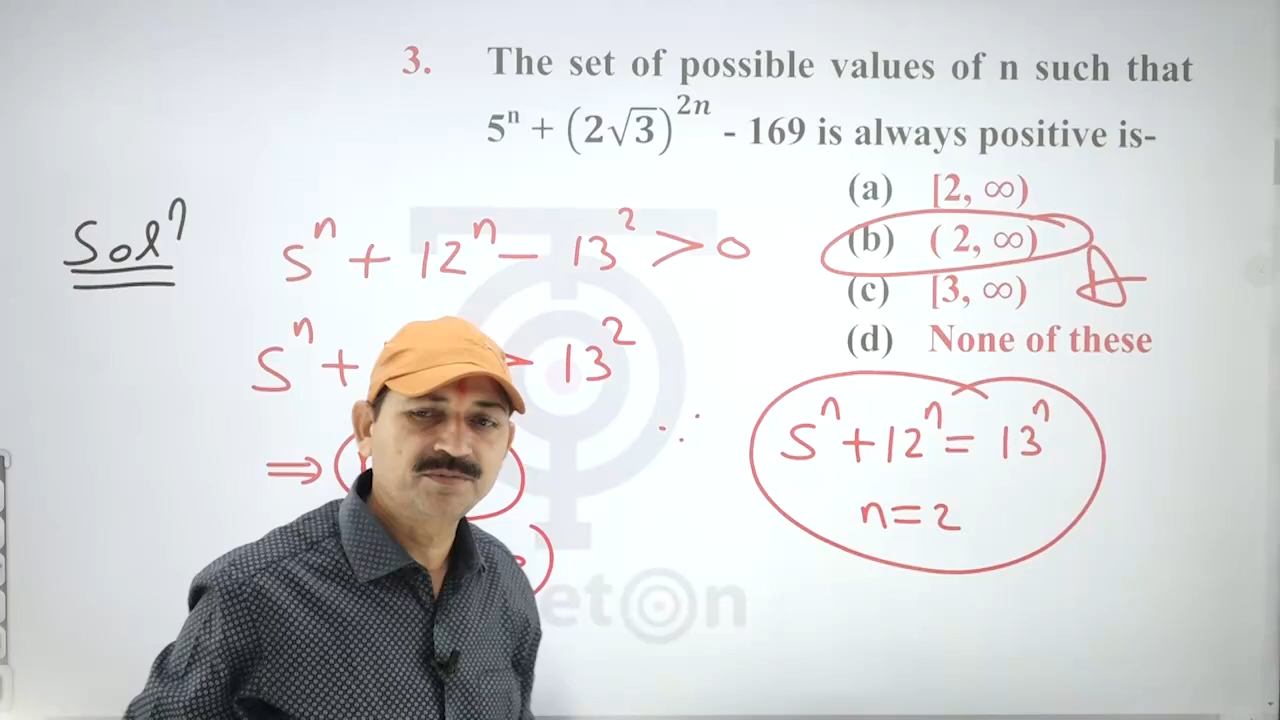 3. The set of possible values of n such that
5ⁿ + (2√3)²ⁿ - 169 is always positive is-
(a) [2, ∞)
(b) (2, ∞)
(c) [3, ∞)
(d) None of these
Solⁿ
5ⁿ + 12ⁿ - 13² > 0
5ⁿ + > 13²
⇒
∵ 5ⁿ + 12ⁿ = 13ⁿ
n = 2